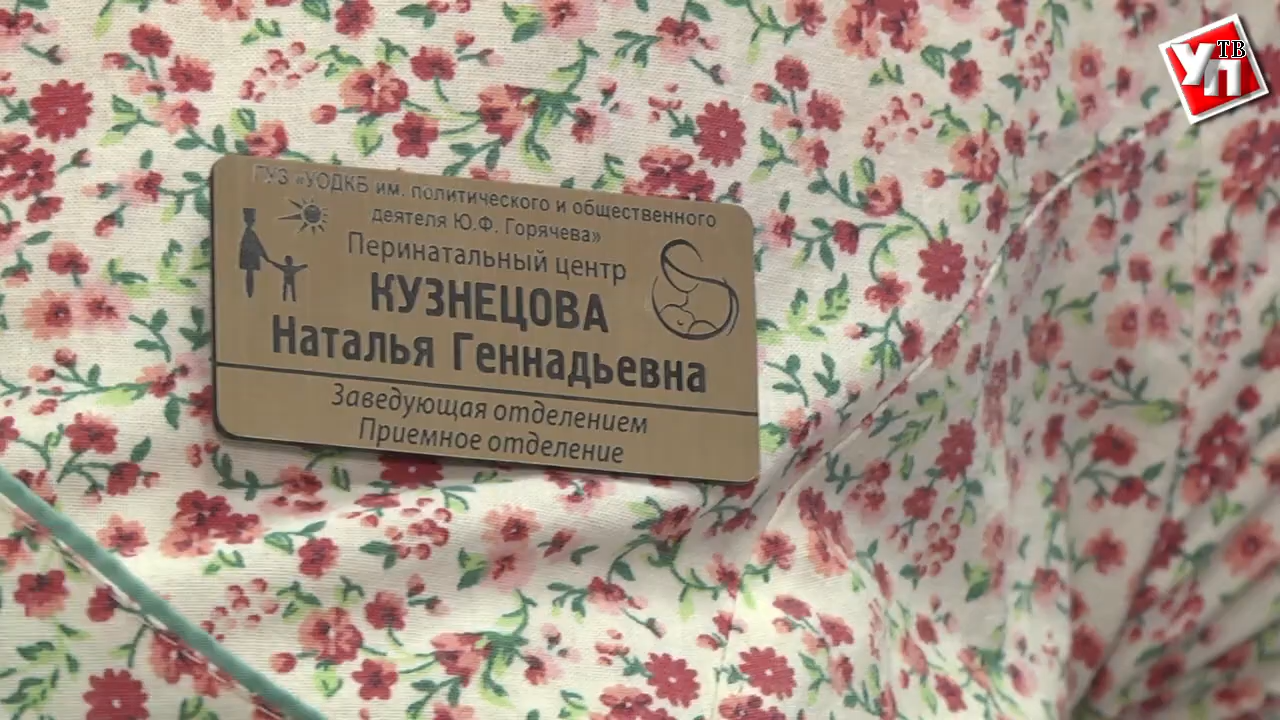 ГУЗ «УОДКБ им. политического и общественного
деятеля Ю.Ф. Горячева»
Перинатальный центр
КУЗНЕЦОВА
Наталья Геннадьевна
Заведующая отделением
Приемное отделение
УП ТВ